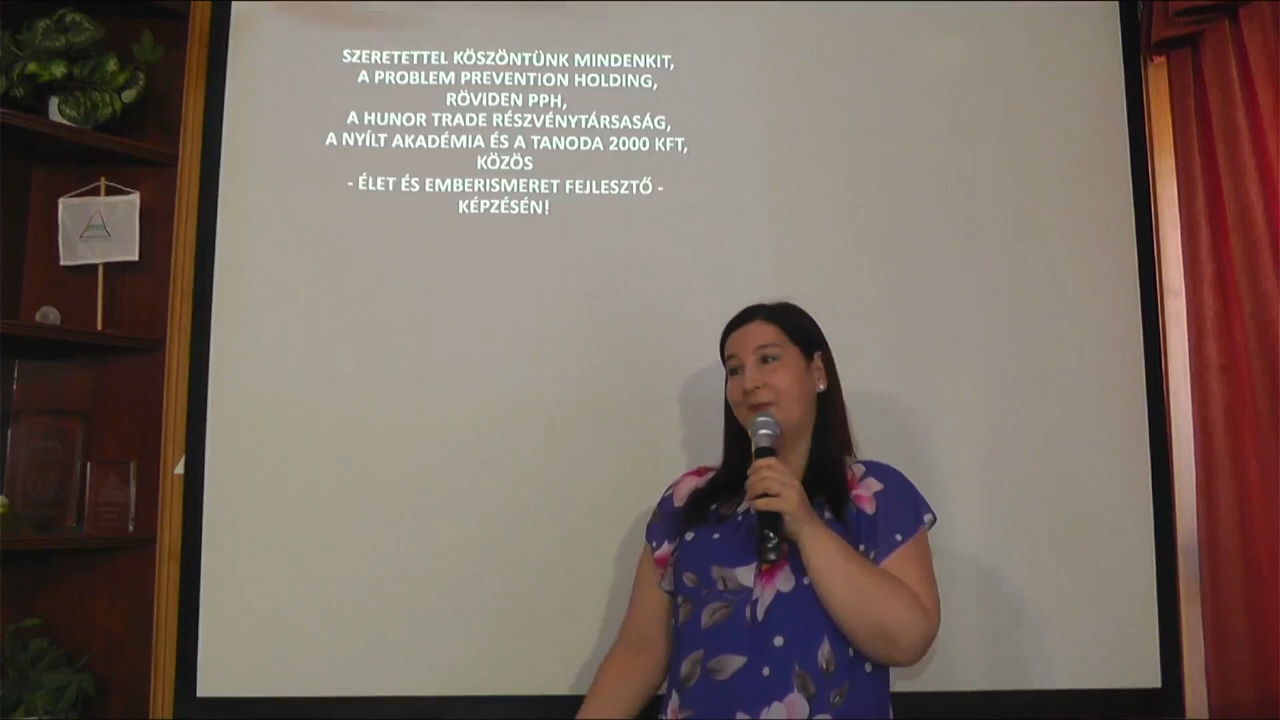 SZERETETTEL KÖSZÖNTÜNK MINDENKIT,
A PROBLEM PREVENTION HOLDING,
RÖVIDEN PPH,
A HUNOR TRADE RÉSZVÉNYTÁRSASÁG,
A NYÍLT AKADÉMIA ÉS A TANODA 2000 KFT,
KÖZÖS
- ÉLET ÉS EMBERISMERET FEJLESZTŐ -
KÉPZÉSÉN!